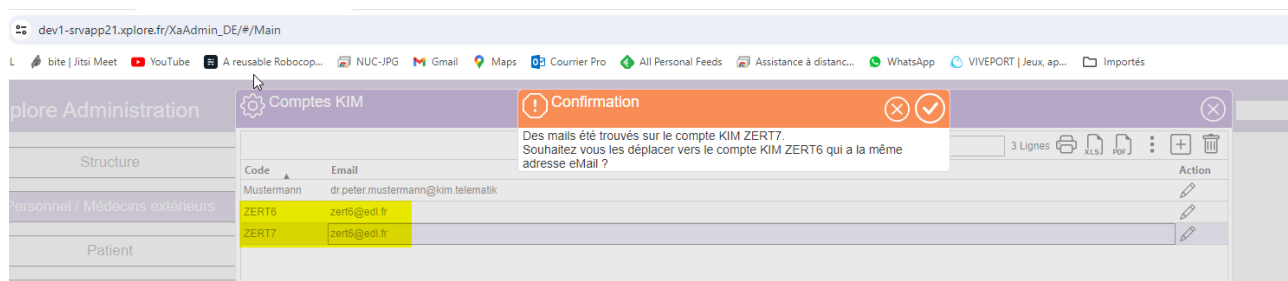 dev1-srvapp21.xplore.fr/XaAdmin_DE/#/Main
L bite | Jitsi Meet YouTube A reusable Robocop... NUC-JPG Gmail Maps Courrier Pro All Personal Feeds Assistance à distanc... WhatsApp VIVEPORT | Jeux, ap... Importés
plore Administration
Comptes KIM
Confirmation
Des mails été trouvés sur le compte KIM ZERT7.
Souhaitez vous les déplacer vers le compte KIM ZERT6 qui a la même
adresse eMail ?
3 Lignes XLS PDF
Structure
Code Email Action
Mustermann dr.peter.mustermann@kim.telematik
Personnel / Médecins extérieurs
ZERT6 zert6@edl.fr
ZERT7 zert6@edl.fr
Patient